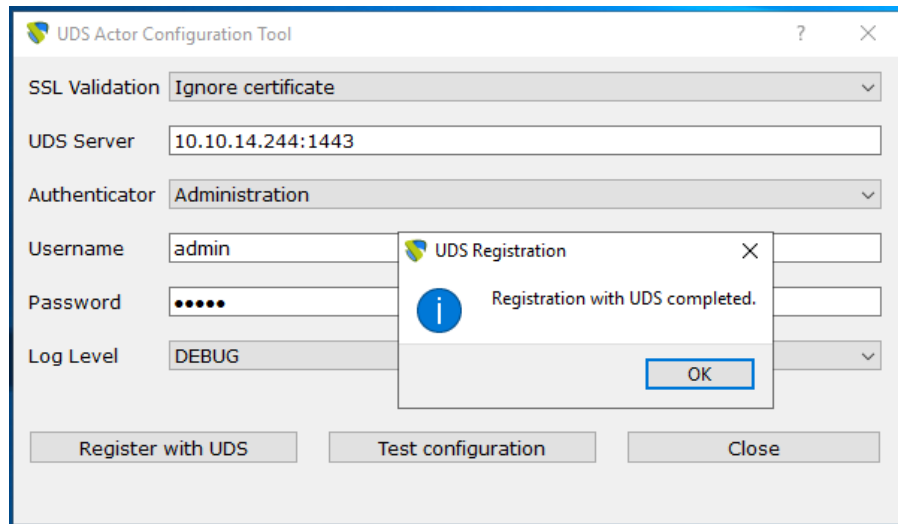 UDS Actor Configuration Tool
SSL Validation Ignore certificate
UDS Server 10.10.14.244:1443
Authenticator Administration
Username admin
Password •••••
Log Level DEBUG
UDS Registration
Registration with UDS completed.
OK
Register with UDS Test configuration Close